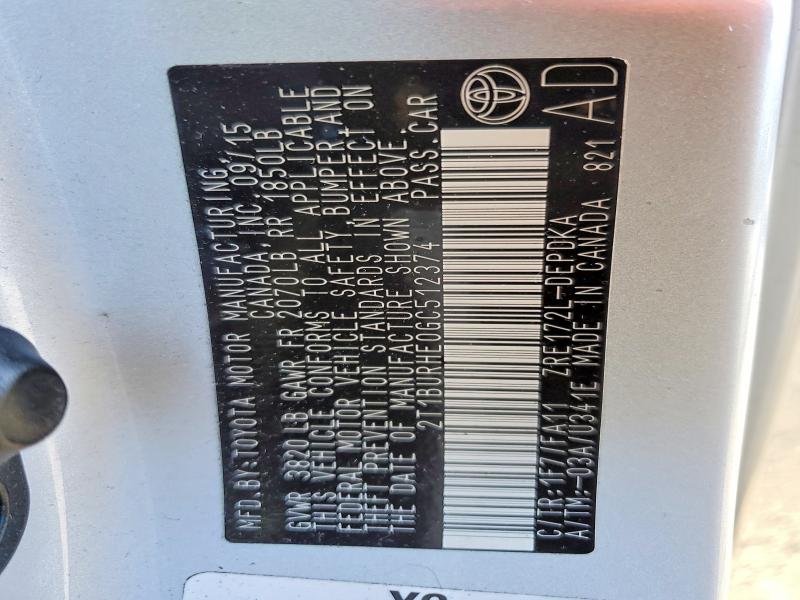 MFD.BY:TOYOTA MOTOR MANUFACTURING,
CANADA, INC. 09/15
GVWR 3820LB GAWR FR 2070LB RR 1850LB
THIS VEHICLE CONFORMS TO ALL APPLICABLE
FEDERAL MOTOR VEHICLE SAFETY, BUMPER, AND
THEFT PREVENTION STANDARDS IN EFFECT ON
THE DATE OF MANUFACTURE SHOWN ABOVE.
2T1BURHE0GC512374 PASS.CAR
C/TR:1F7/FA11 ZRE172L-DEPDKA
A/TM:-03A/K311E MADE IN CANADA 821
AD